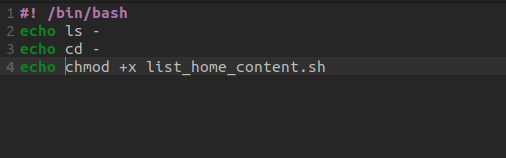 1 #! /bin/bash
2 echo ls -
3 echo cd -
4 echo chmod +x list_home_content.sh